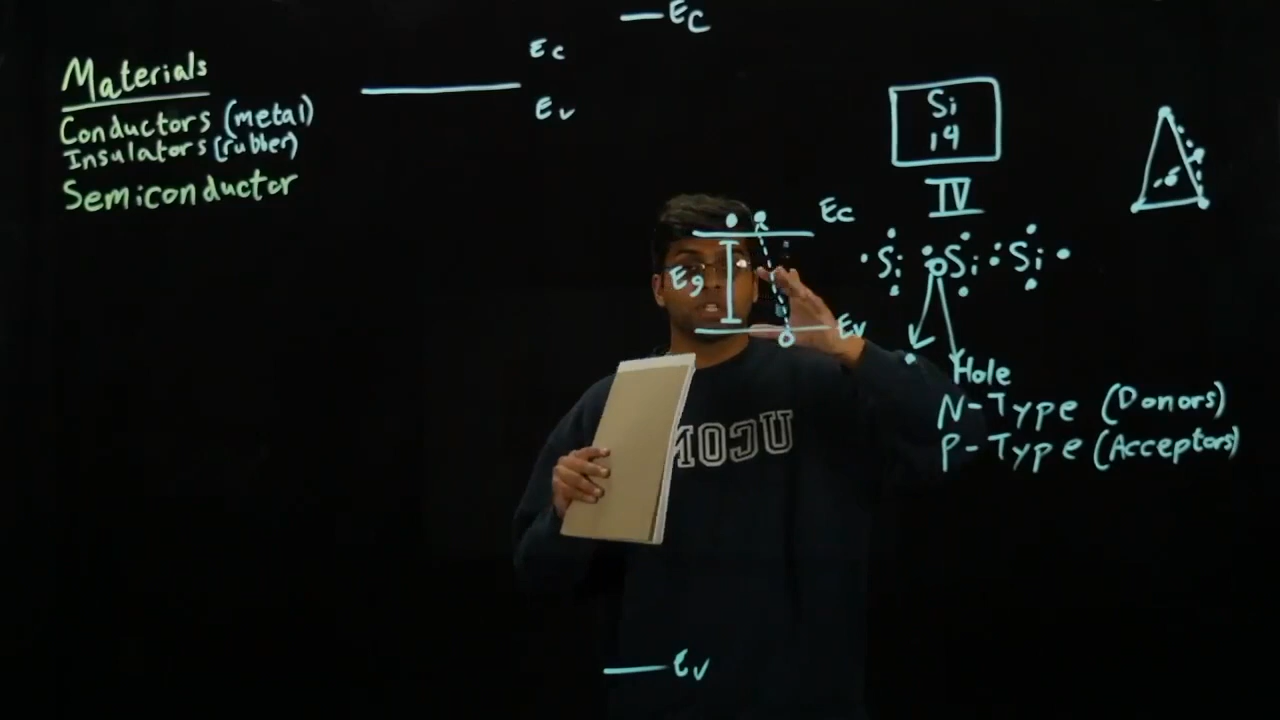 Materials
Conductors (metal)
Insulators (rubber)
Semiconductor
Ec
Ev
Ec
Si
14
IV
Ec
Eg
Ev
Si Si Si
Hole
N-Type (Donors)
P-Type (Acceptors)
UCON
Ev